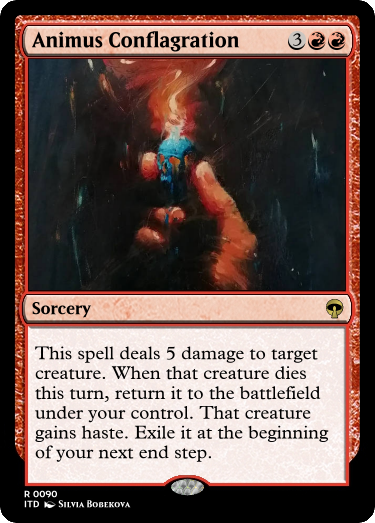 Animus Conflagration 3
Sorcery
This spell deals 5 damage to target
creature. When that creature dies
this turn, return it to the battlefield
under your control. That creature
gains haste. Exile it at the beginning
of your next end step.
R 0090
ITD SILVIA BOBEKOVA